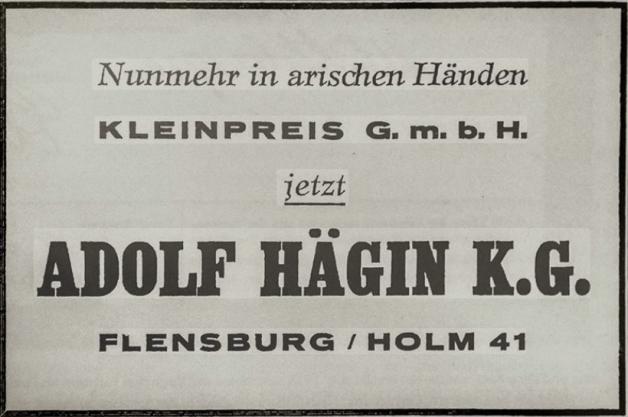 Nunmehr in arischen Händen
KLEINPREIS G. m. b. H.
jetzt
ADOLF HÄGIN K.G.
FLENSBURG / HOLM 41